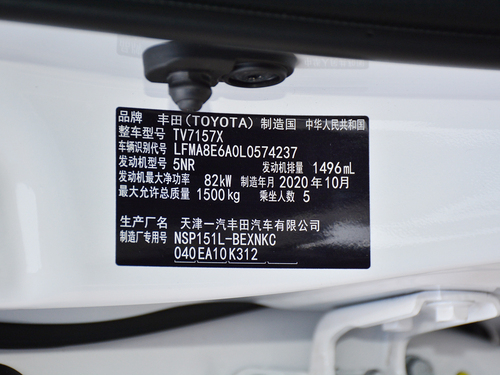 品牌 丰田(TOYOTA) 制造国 中华人民共和国
整车型号 TV7157X
车辆识别代号 LFMA8E6A0L0574237
发动机型号 5NR 发动机排量 1496mL
发动机最大净功率 82kW 制造年月 2020年10月
最大允许总质量 1500kg 乘坐人数 5
生产厂名 天津一汽丰田汽车有限公司
制造厂专用号 NSP151L-BEXNKC
040EA10K312